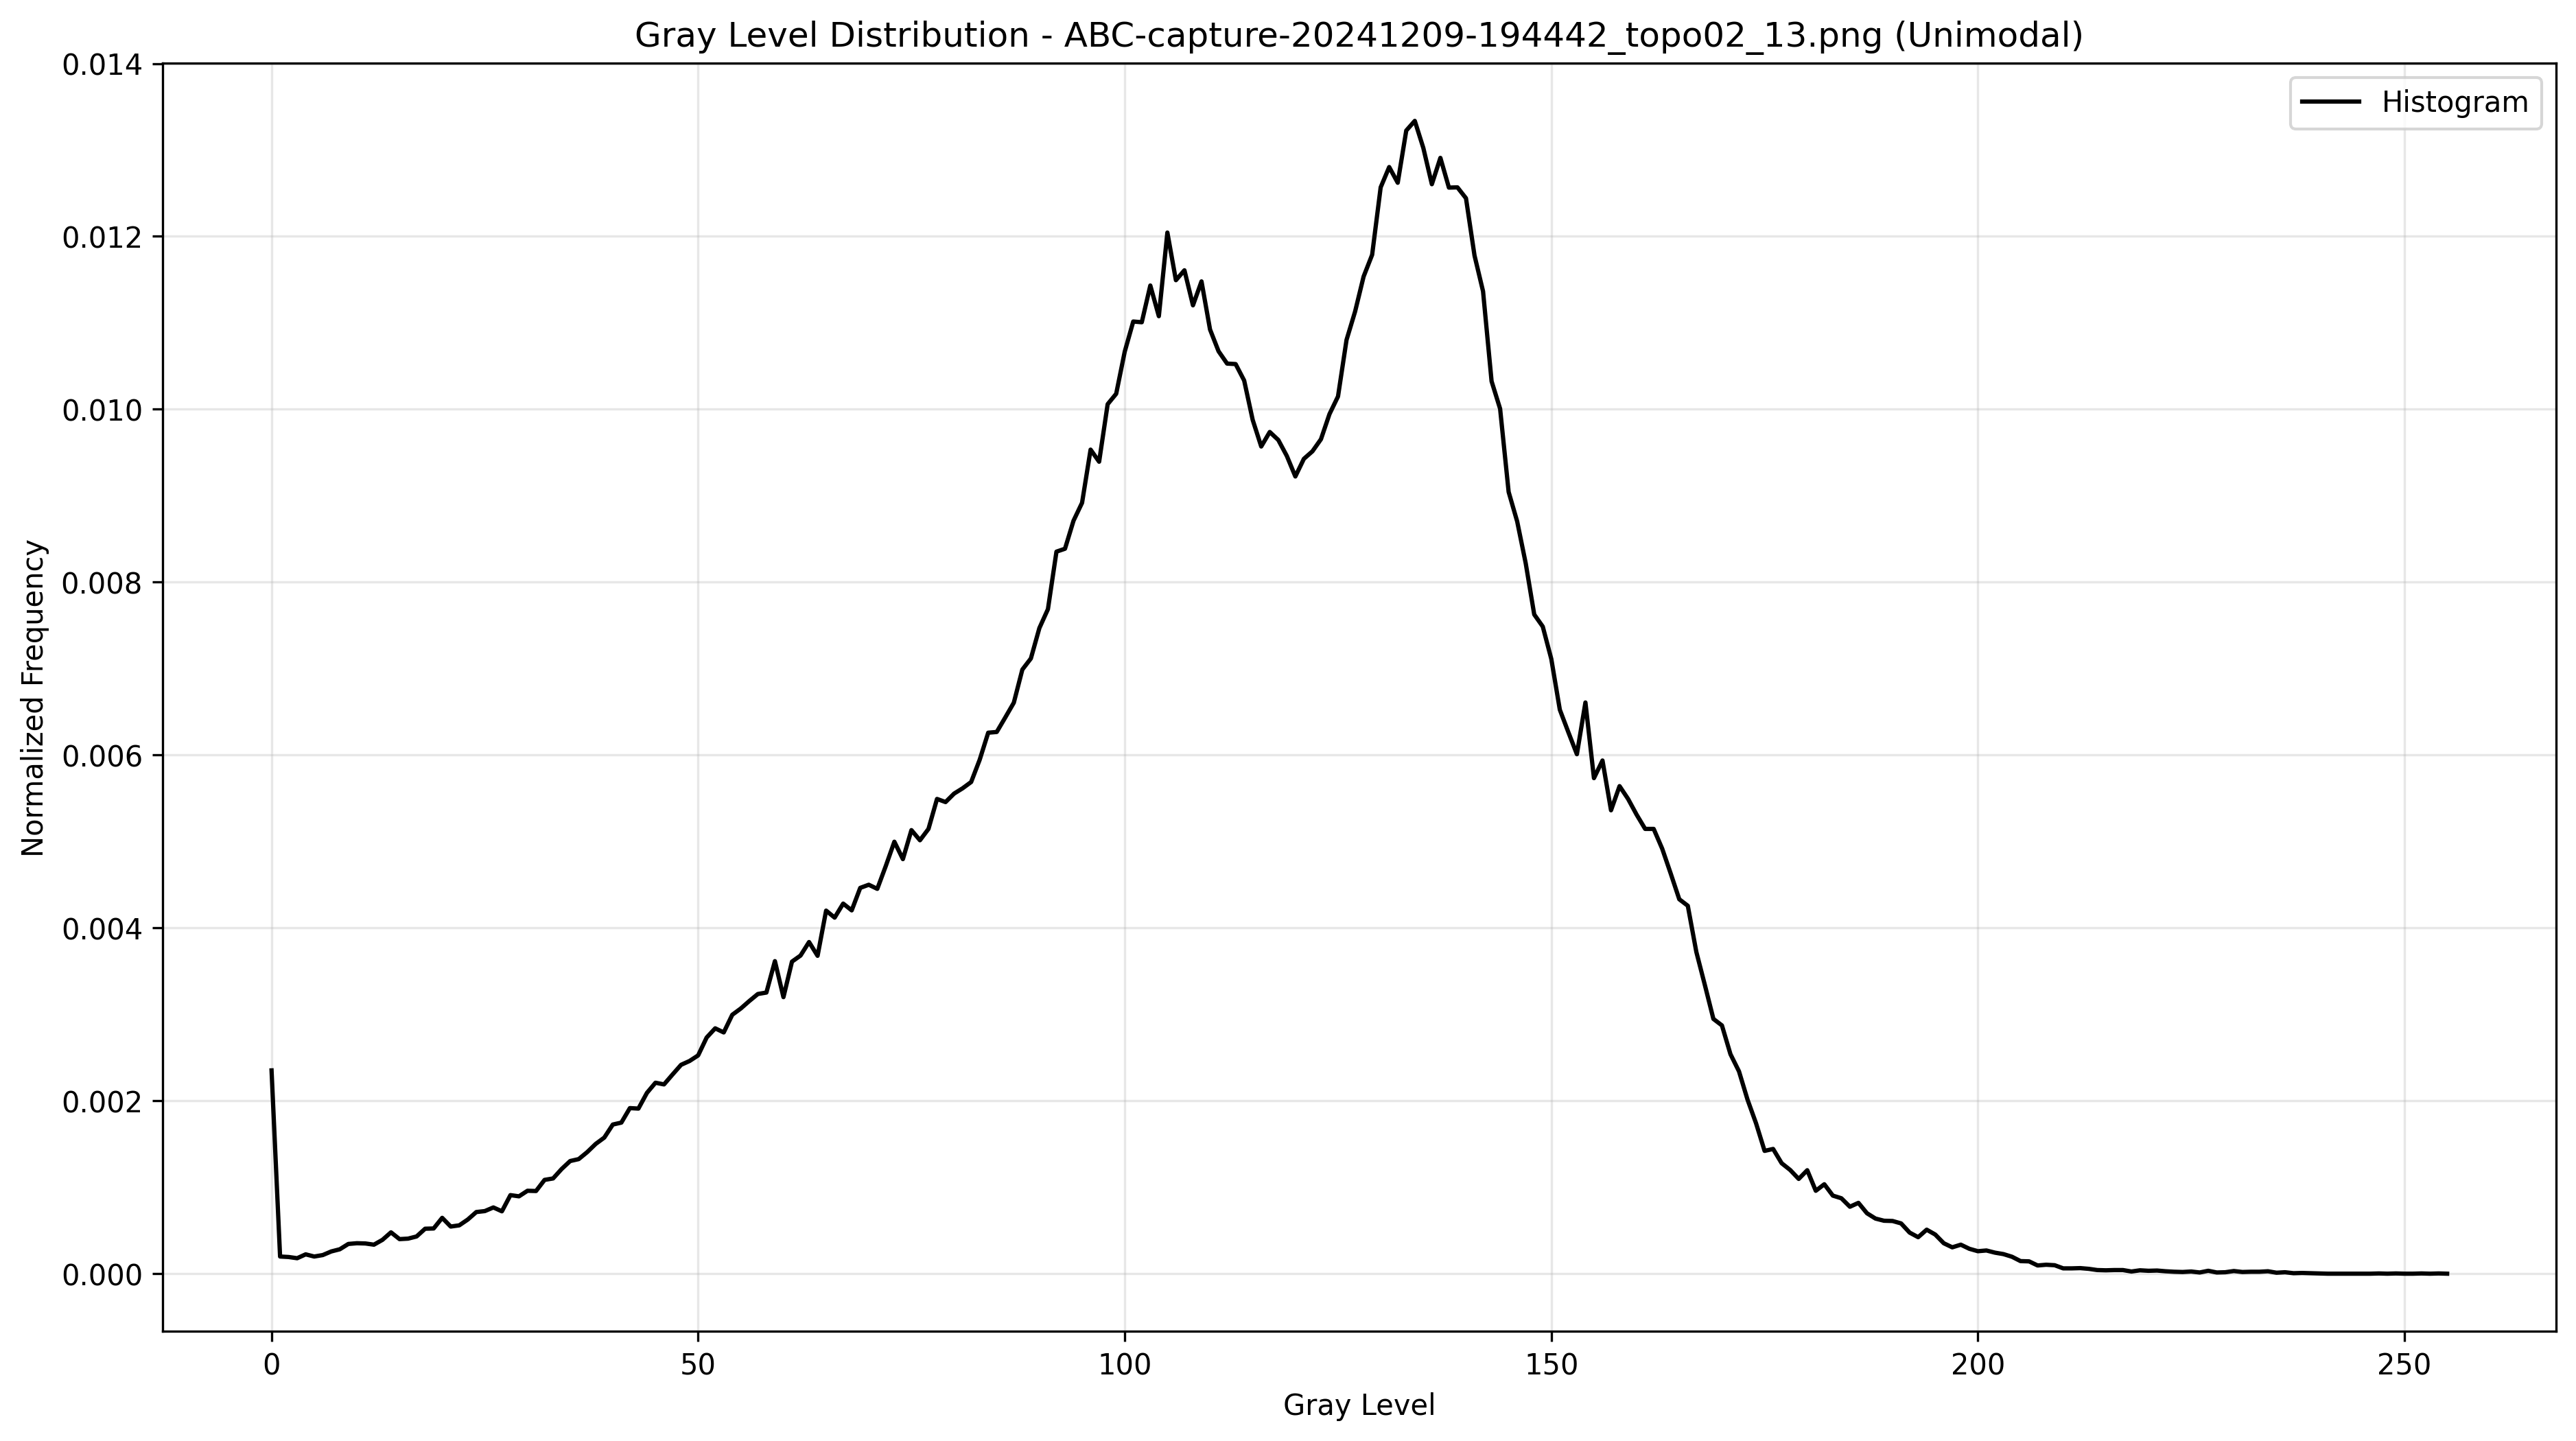 Gray Level Distribution - ABC-capture-20241209-194442_topo02_13.png (Unimodal)
Histogram
0.014
0.012
0.010
0.008
0.006
0.004
0.002
0.000
Normalized Frequency
0 50 100 150 200 250
Gray Level